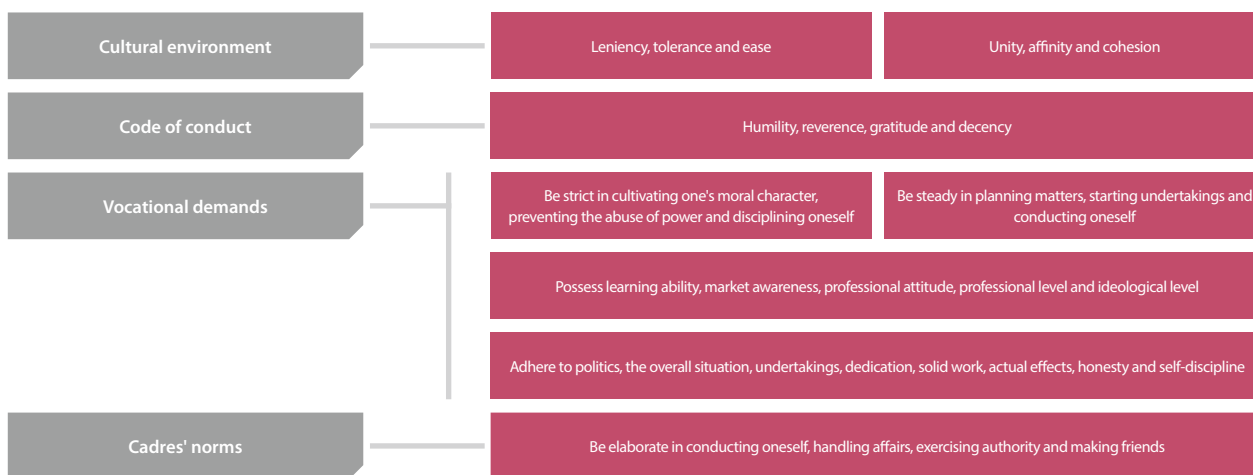 Cultural environment
Leniency, tolerance and ease
Unity, affinity and cohesion
Code of conduct
Humility, reverence, gratitude and decency
Vocational demands
Be strict in cultivating one's moral character,
preventing the abuse of power and disciplining oneself
Be steady in planning matters, starting undertakings and
conducting oneself
Possess learning ability, market awareness, professional attitude, professional level and ideological level
Adhere to politics, the overall situation, undertakings, dedication, solid work, actual effects, honesty and self-discipline
Cadres' norms
Be elaborate in conducting oneself, handling affairs, exercising authority and making friends